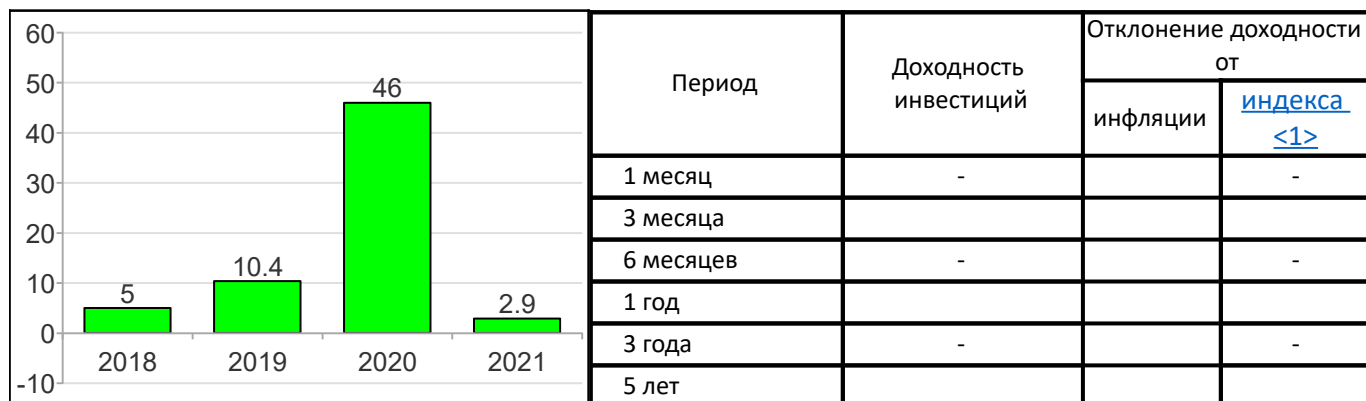 60
50
40
30
20
10
0
-10
5
10.4
46
2.9
2018 2019 2020 2021
Период
Доходность
инвестиций
Отклонение доходности
от
инфляции
индекса
<1>
1 месяц - -
3 месяца
6 месяцев - -
1 год
3 года - -
5 лет